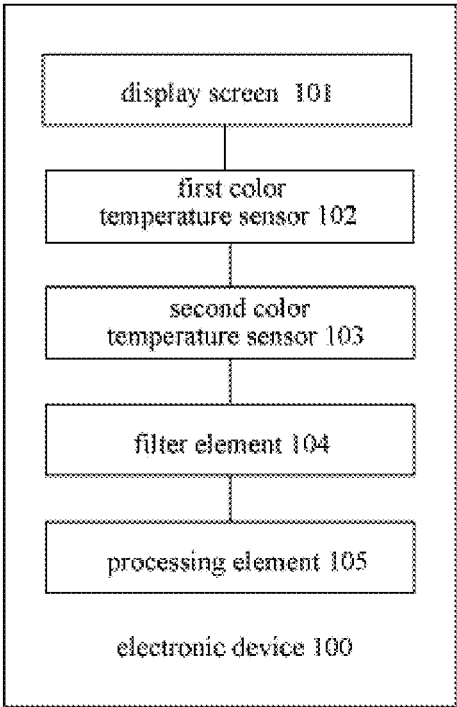 display screen 101
first color
temperature sensor 102
second color
temperature sensor 103
filter element 104
processing element 105
electronic device 100